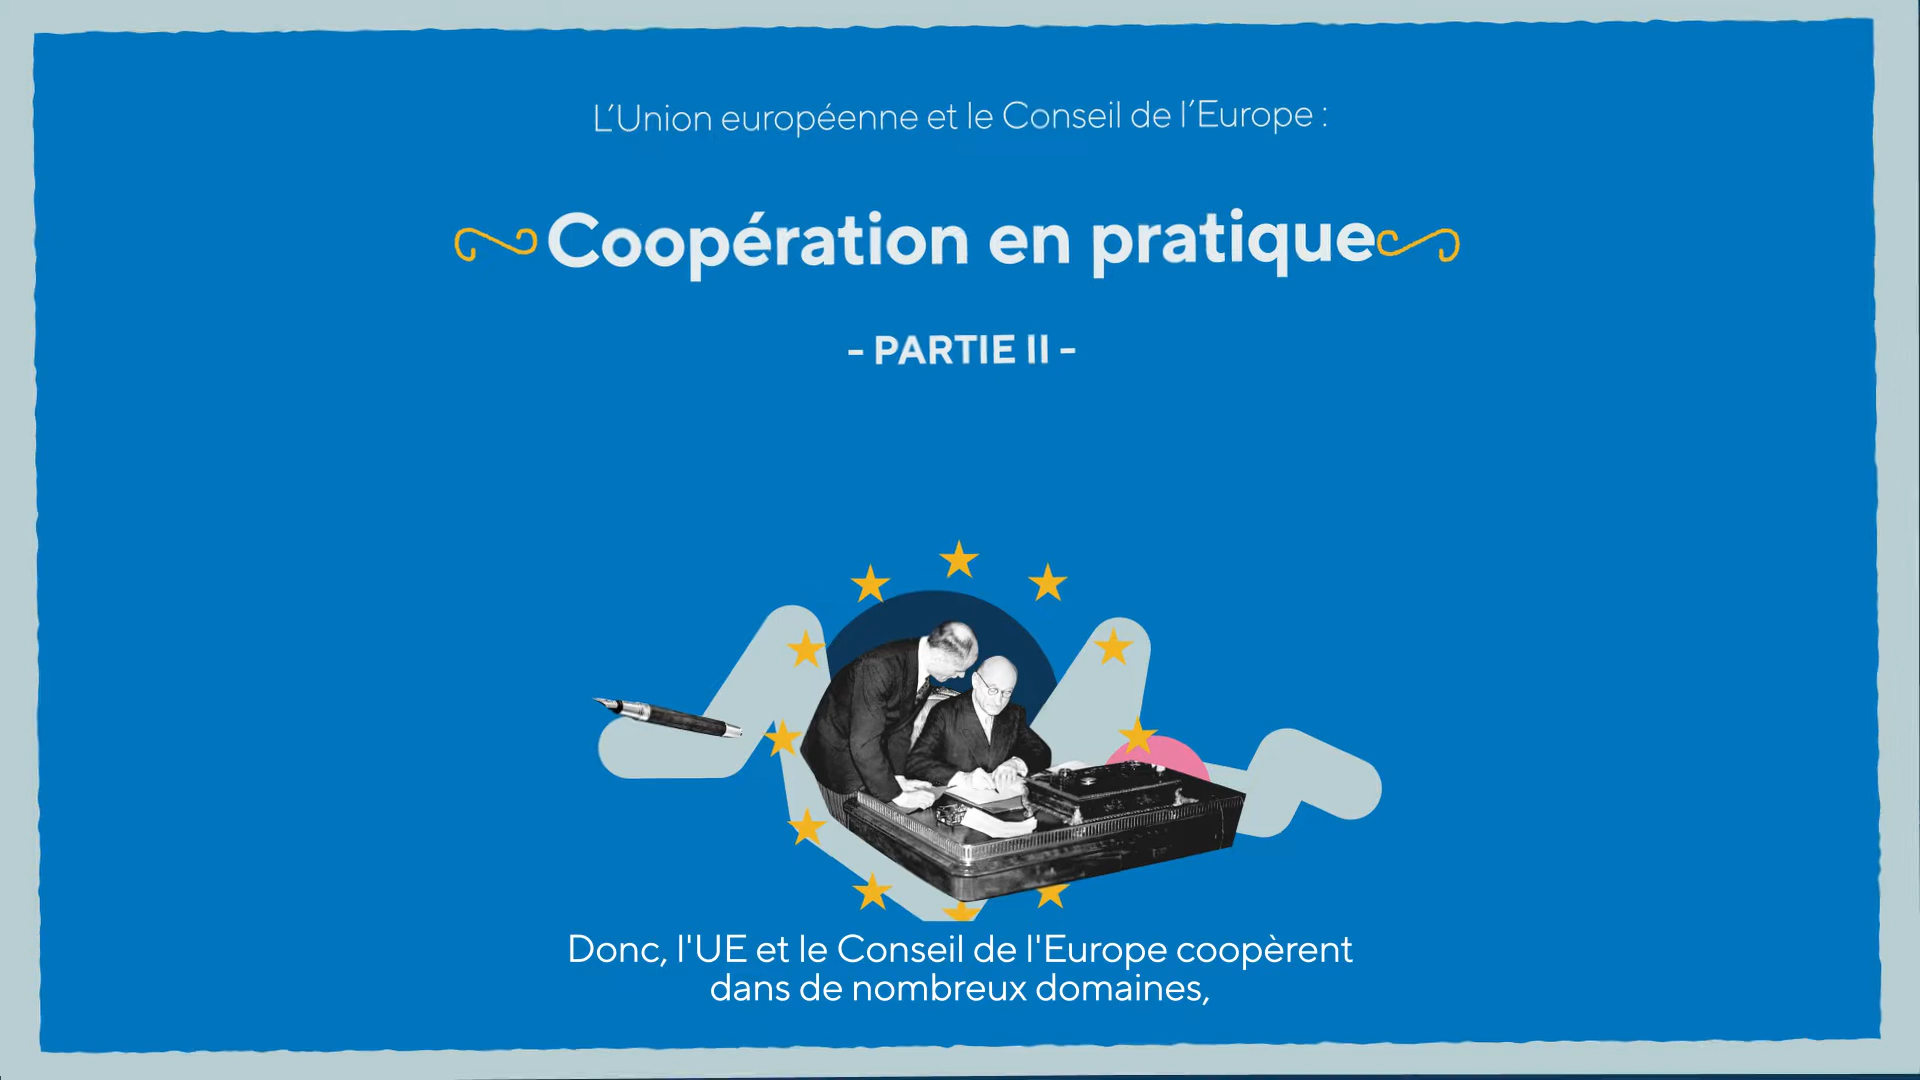 L’Union européenne et le Conseil de l’Europe :
Coopération en pratique
- PARTIE II -
Donc, l'UE et le Conseil de l'Europe coopèrent
dans de nombreux domaines,